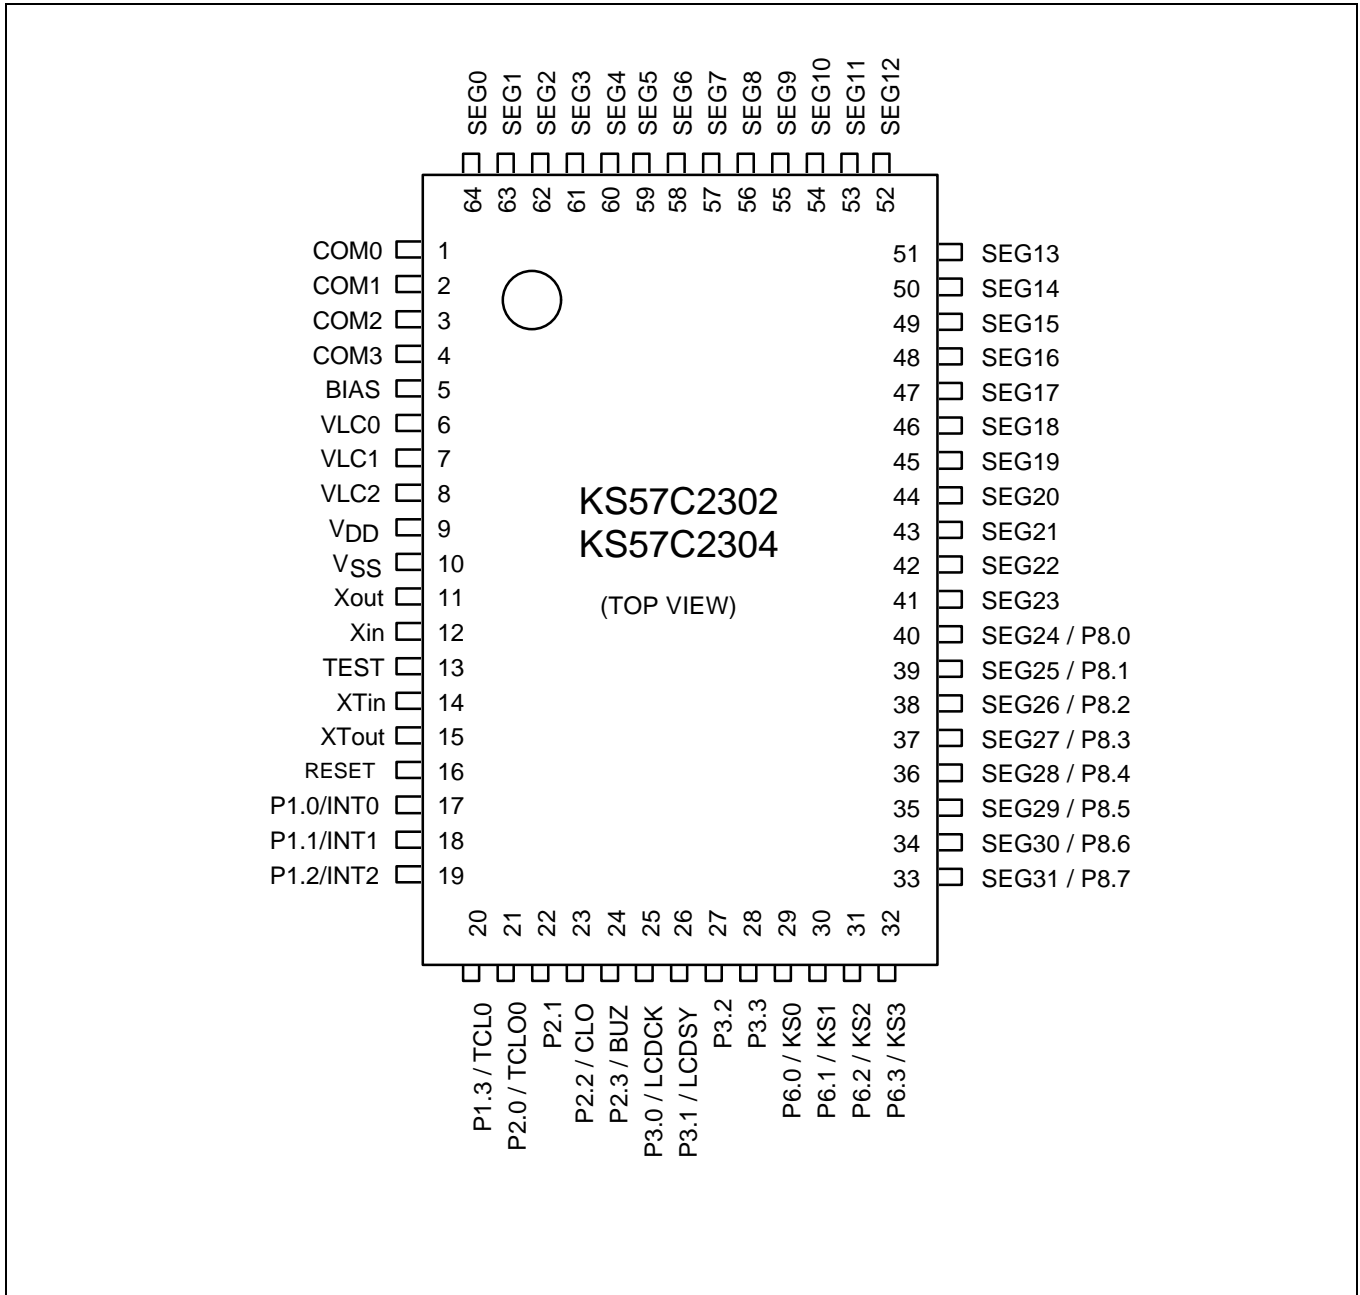 SEG0
SEG1
SEG2
SEG3
SEG4
SEG5
SEG6
SEG7
SEG8
SEG9
SEG10
SEG11
SEG12
64
63
62
61
60
59
58
57
56
55
54
53
52
COM0 1
COM1 2
COM2 3
COM3 4
BIAS 5
VLC0 6
VLC1 7
VLC2 8
VDD 9
VSS 10
Xout 11
Xin 12
TEST 13
XTin 14
XTout 15
RESET 16
P1.0/INT0 17
P1.1/INT1 18
P1.2/INT2 19
KS57C2302
KS57C2304
(TOP VIEW)
51 SEG13
50 SEG14
49 SEG15
48 SEG16
47 SEG17
46 SEG18
45 SEG19
44 SEG20
43 SEG21
42 SEG22
41 SEG23
40 SEG24 / P8.0
39 SEG25 / P8.1
38 SEG26 / P8.2
37 SEG27 / P8.3
36 SEG28 / P8.4
35 SEG29 / P8.5
34 SEG30 / P8.6
33 SEG31 / P8.7
20
21
22
23
24
25
26
27
28
29
30
31
32
P1.3 / TCL0
P2.0 / TCLO0
P2.1
P2.2 / CLO
P2.3 / BUZ
P3.0 / LCDCK
P3.1 / LCDSY
P3.2
P3.3
P6.0 / KS0
P6.1 / KS1
P6.2 / KS2
P6.3 / KS3